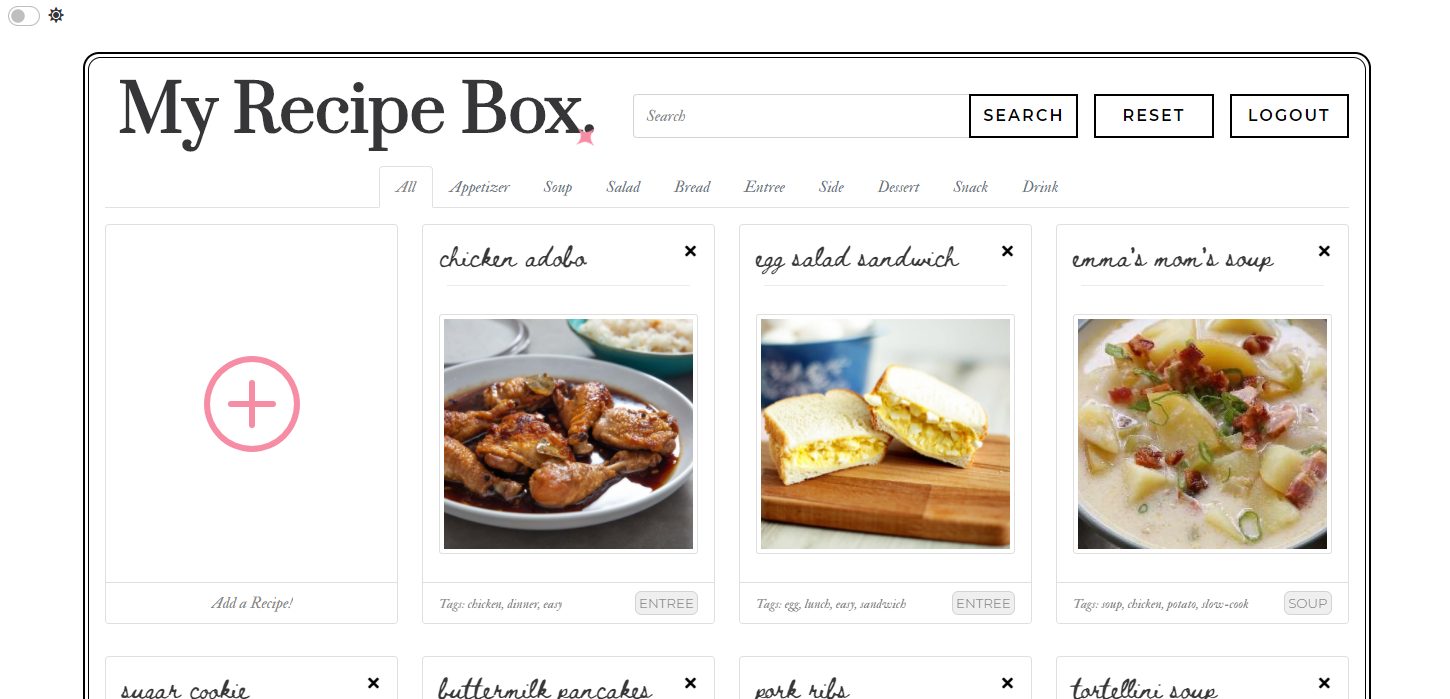 My Recipe Box.
Search
SEARCH
RESET
LOGOUT
All Appetizer Soup Salad Bread Entree Side Dessert Snack Drink
chicken adobo
egg salad sandwich
emma's mom's soup
Add a Recipe!
Tags: chicken, dinner, easy
ENTREE
Tags: egg, lunch, easy, sandwich
ENTREE
Tags: soup, chicken, potato, slow-cook
SOUP
sugar cookie
buttermilk pancakes
pork ribs
tortellini soup